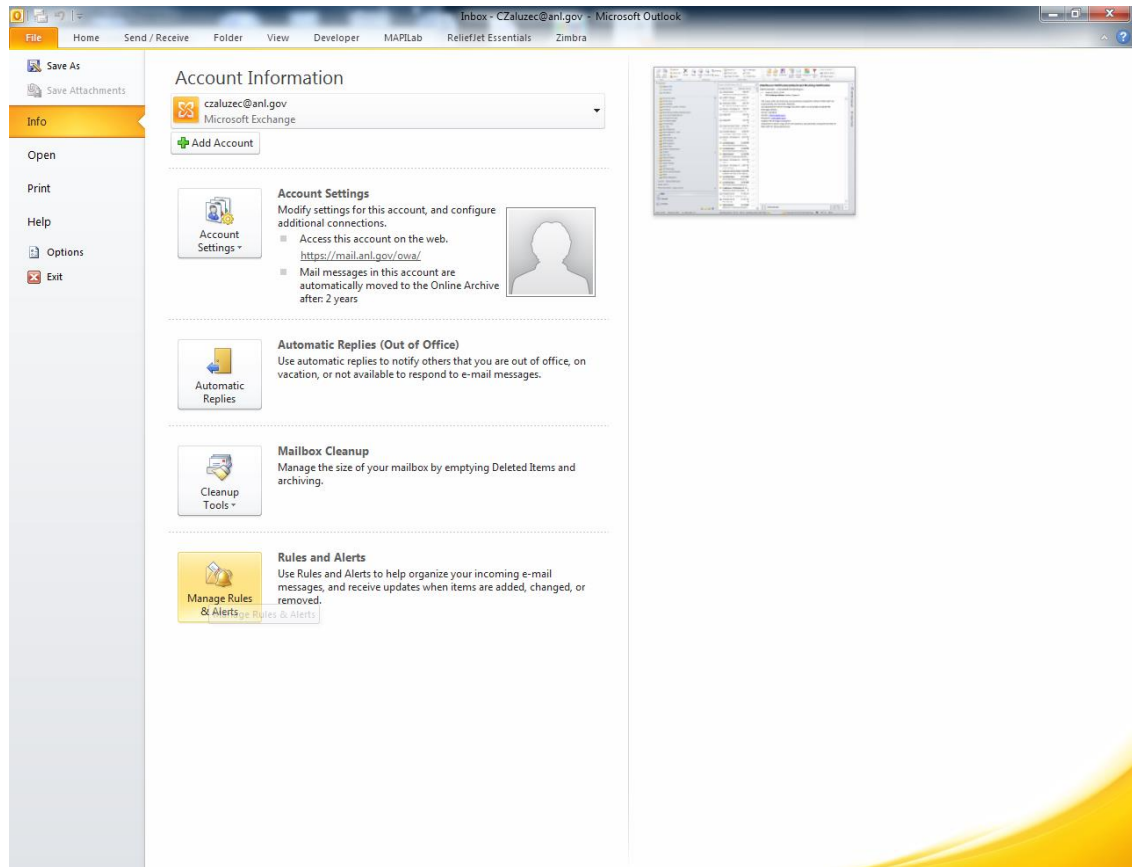 Inbox - CZaluzec@anl.gov - Microsoft Outlook
File Home Send / Receive Folder View Developer MAPILab ReliefJet Essentials Zimbra
Save As
Save Attachments
Info
Open
Print
Help
Options
Exit
Account Information
czaluzec@anl.gov
Microsoft Exchange
Add Account
Account Settings
Account Settings
Modify settings for this account, and configure
additional connections.
Access this account on the web.
https://mail.anl.gov/owa/
Mail messages in this account are
automatically moved to the Online Archive
after: 2 years
Automatic
Replies
Automatic Replies (Out of Office)
Use automatic replies to notify others that you are out of office, on
vacation, or not available to respond to e-mail messages.
Cleanup
Tools
Mailbox Cleanup
Manage the size of your mailbox by emptying Deleted Items and
archiving.
Manage Rules
& Alerts
Manage Rules & Alerts
Rules and Alerts
Use Rules and Alerts to help organize your incoming e-mail
messages, and receive updates when items are added, changed, or
removed.